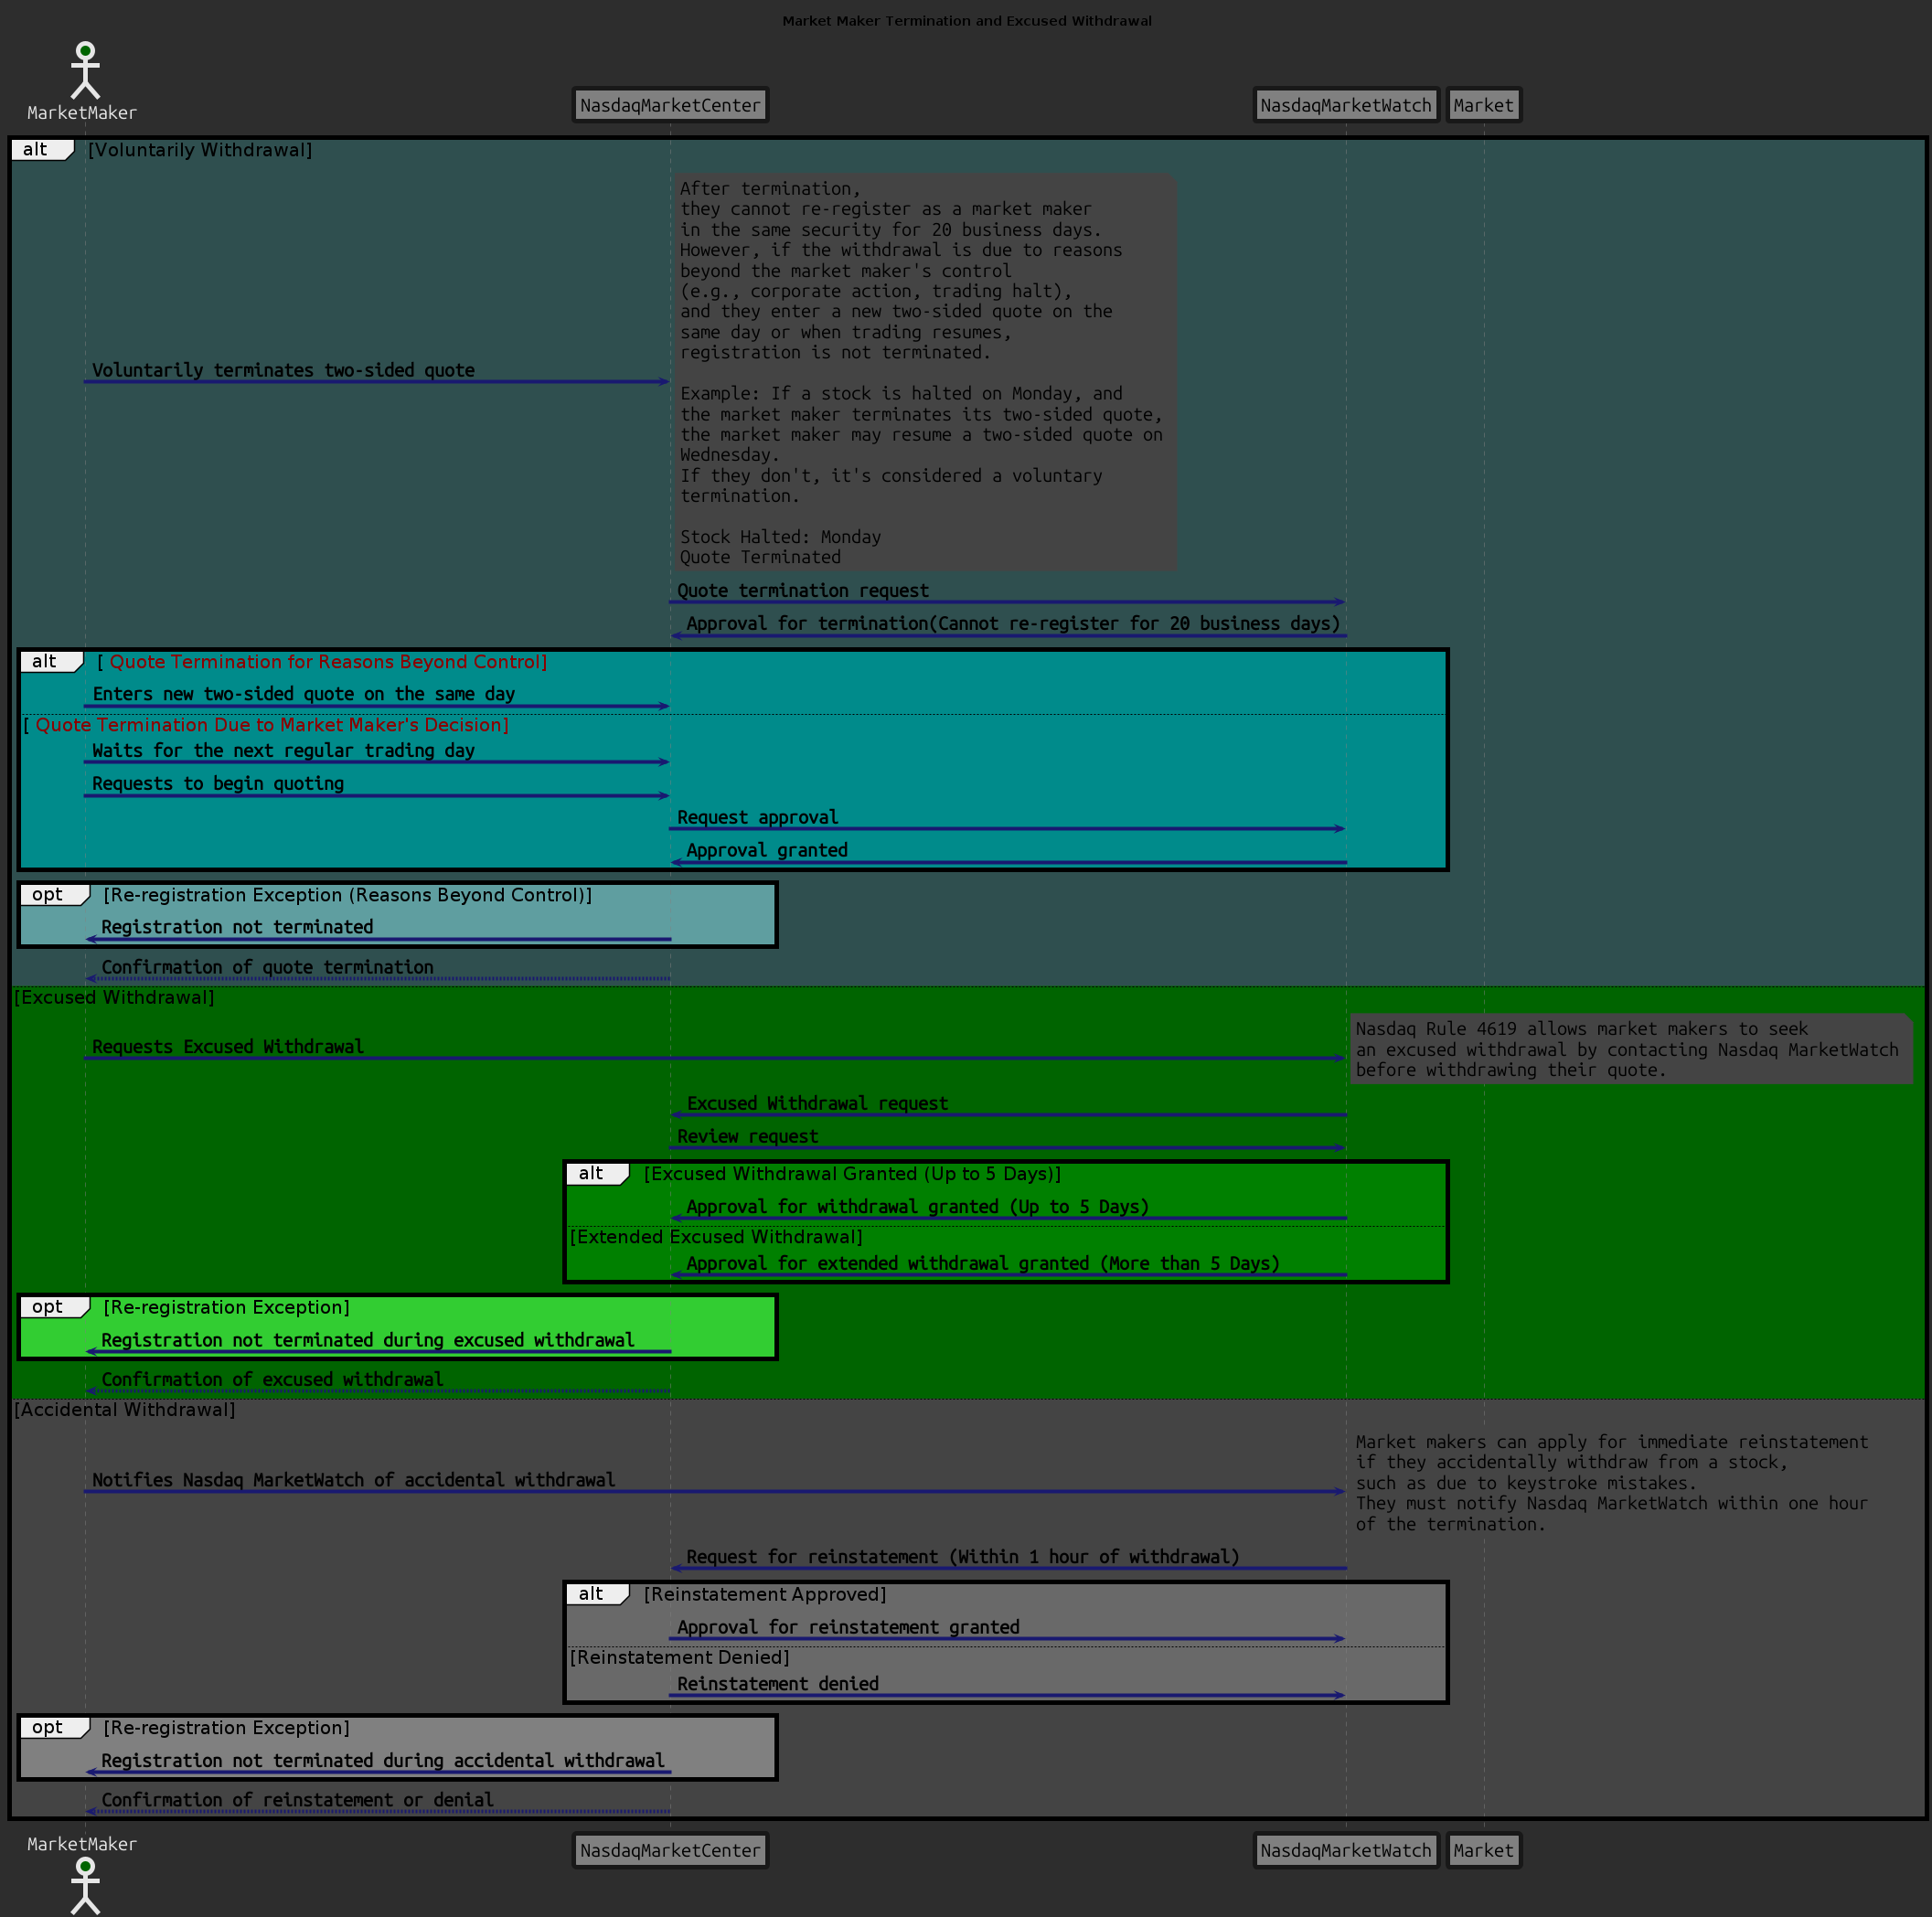 Market Maker Termination and Excused Withdrawal
MarketMaker
NasdaqMarketCenter
NasdaqMarketWatch
Market
alt
[Voluntarily Withdrawal]
After termination,
they cannot re-register as a market maker
in the same security for 20 business days.
However, if the withdrawal is due to reasons
beyond the market maker's control
(e.g., corporate action, trading halt),
and they enter a new two-sided quote on the
same day or when trading resumes,
registration is not terminated.
Example: If a stock is halted on Monday, and
the market maker terminates its two-sided quote,
the market maker may resume a two-sided quote on
Wednesday.
If they don't, it's considered a voluntary
termination.
Stock Halted: Monday
Quote Terminated
Voluntarily terminates two-sided quote
Quote termination request
Approval for termination(Cannot re-register for 20 business days)
alt
[ Quote Termination for Reasons Beyond Control]
Enters new two-sided quote on the same day
[ Quote Termination Due to Market Maker's Decision]
Waits for the next regular trading day
Requests to begin quoting
Request approval
Approval granted
opt
[Re-registration Exception (Reasons Beyond Control)]
Registration not terminated
Confirmation of quote termination
[Excused Withdrawal]
Nasdaq Rule 4619 allows market makers to seek
an excused withdrawal by contacting Nasdaq MarketWatch
before withdrawing their quote.
Requests Excused Withdrawal
Excused Withdrawal request
Review request
alt
[Excused Withdrawal Granted (Up to 5 Days)]
Approval for withdrawal granted (Up to 5 Days)
[Extended Excused Withdrawal]
Approval for extended withdrawal granted (More than 5 Days)
opt
[Re-registration Exception]
Registration not terminated during excused withdrawal
Confirmation of excused withdrawal
[Accidental Withdrawal]
Market makers can apply for immediate reinstatement
if they accidentally withdraw from a stock,
such as due to keystroke mistakes.
They must notify Nasdaq MarketWatch within one hour
of the termination.
Notifies Nasdaq MarketWatch of accidental withdrawal
Request for reinstatement (Within 1 hour of withdrawal)
alt
[Reinstatement Approved]
Approval for reinstatement granted
[Reinstatement Denied]
Reinstatement denied
opt
[Re-registration Exception]
Registration not terminated during accidental withdrawal
Confirmation of reinstatement or denial
MarketMaker
NasdaqMarketCenter
NasdaqMarketWatch
Market